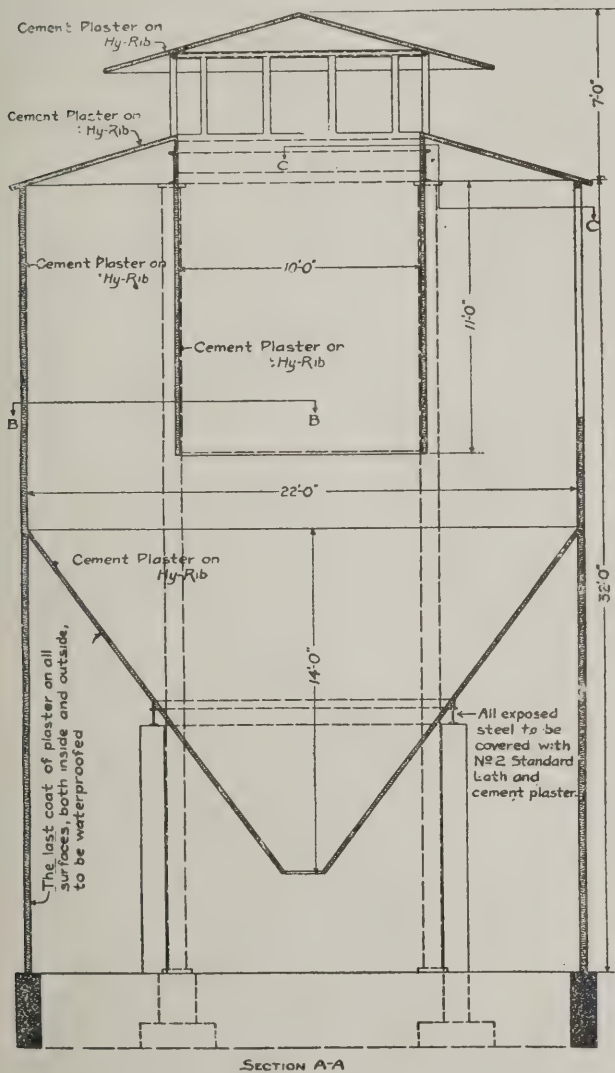 Cement Plaster on
Hy-Rib
Cement Plaster on
Hy-Rib
7'-0"
C
C
Cement Plaster on
Hy-Rib
10'-0"
11'-0"
Cement Plaster on
Hy-Rib
B
B
22'-0"
Cement Plaster on
Hy-Rib
32'-0"
14'-0"
All exposed
steel to be
covered with
Nº2 Standard
Lath and
cement plaster
The last coat of plaster on all
surfaces, both inside and outside,
to be waterproofed
SECTION A-A